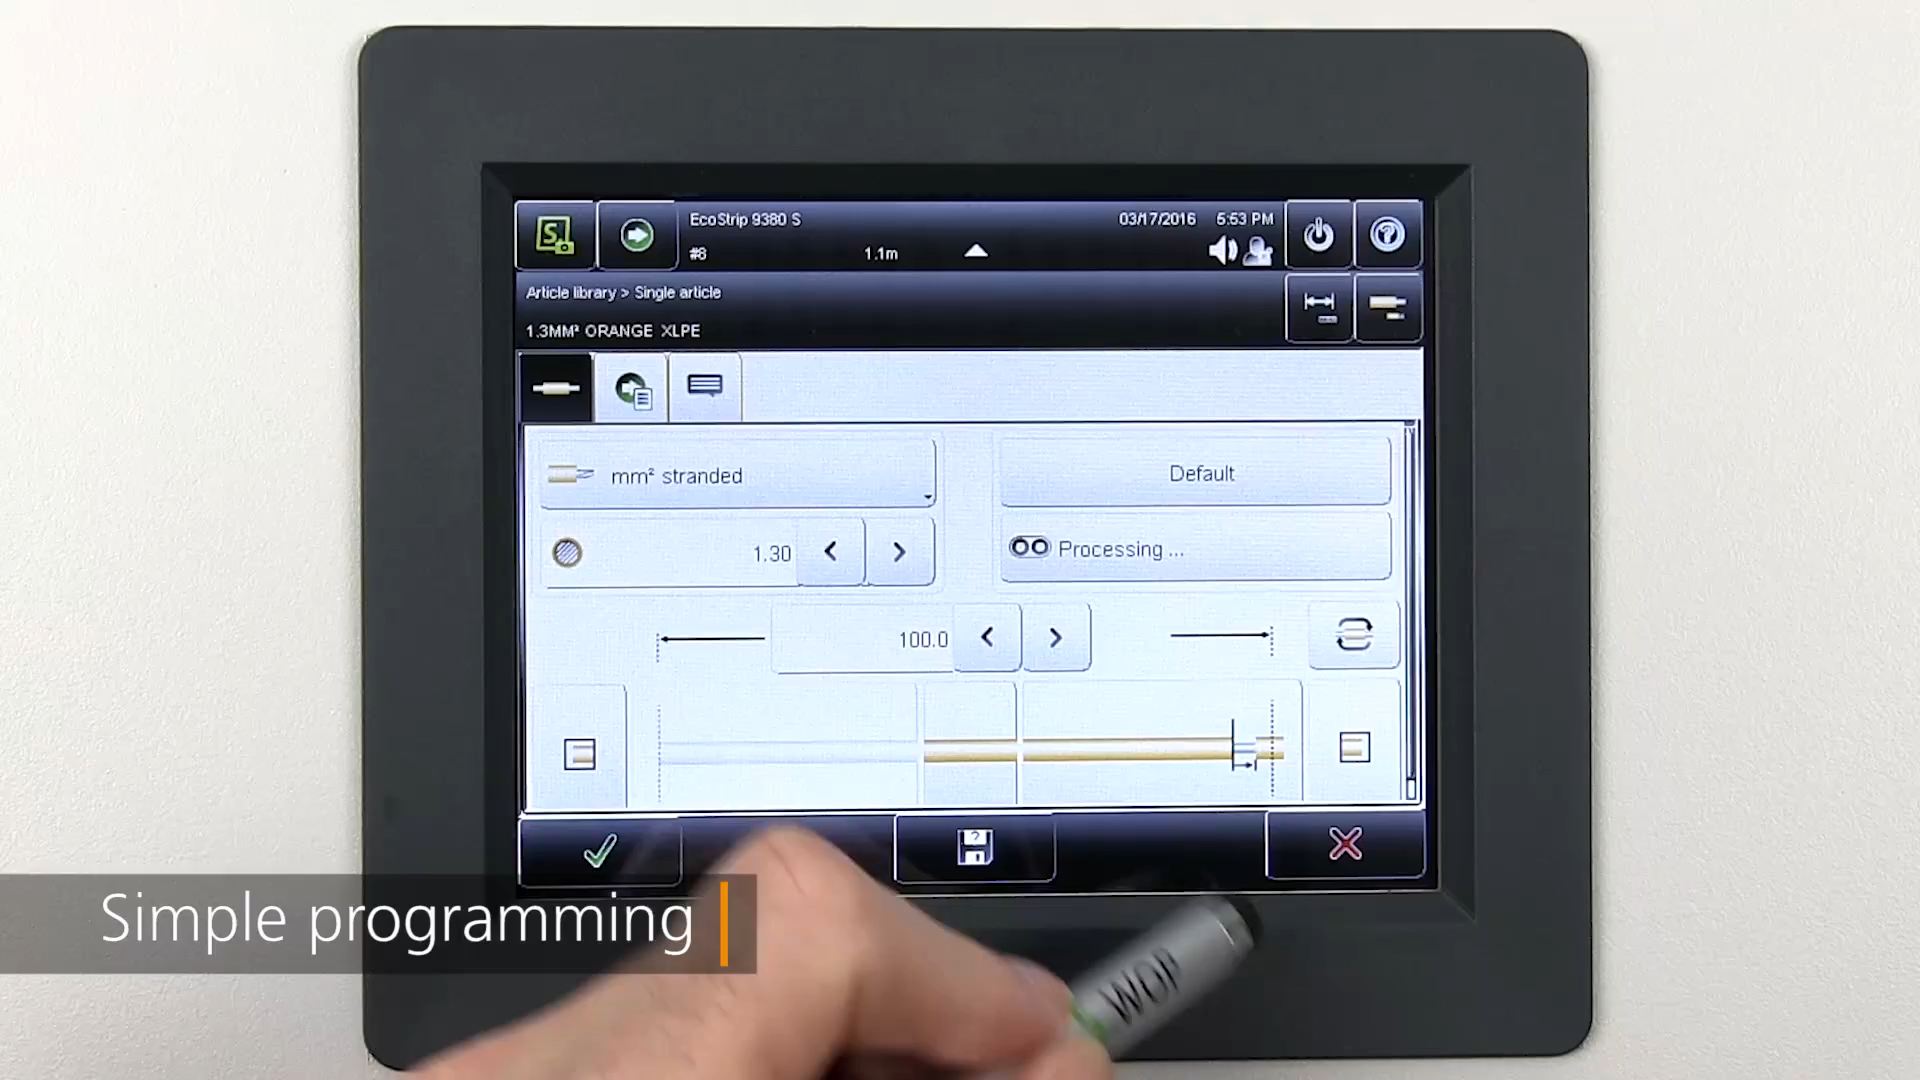 S.
EcoStrip 9380 S
03/17/2016 5:53 PM
#8
1.1m
?
Article library > Single article
1.3MM² ORANGE XLPE
mm² stranded
Default
1.30
Processing ...
100.0
?
Simple programming